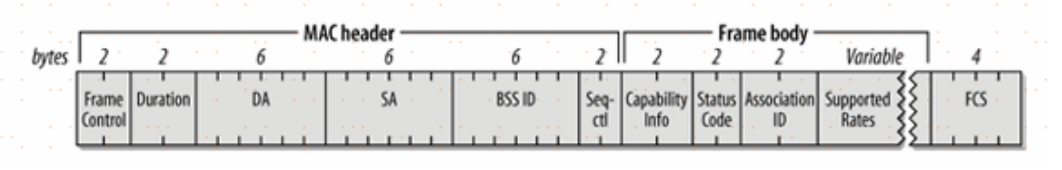 MAC header
Frame body
bytes 2 2 6 6 6 2 2 2 2 Variable 4
Frame Control
Duration
DA
SA
BSS ID
Seq-
ctl
Capability
Info
Status
Code
Association
ID
Supported
Rates
FCS